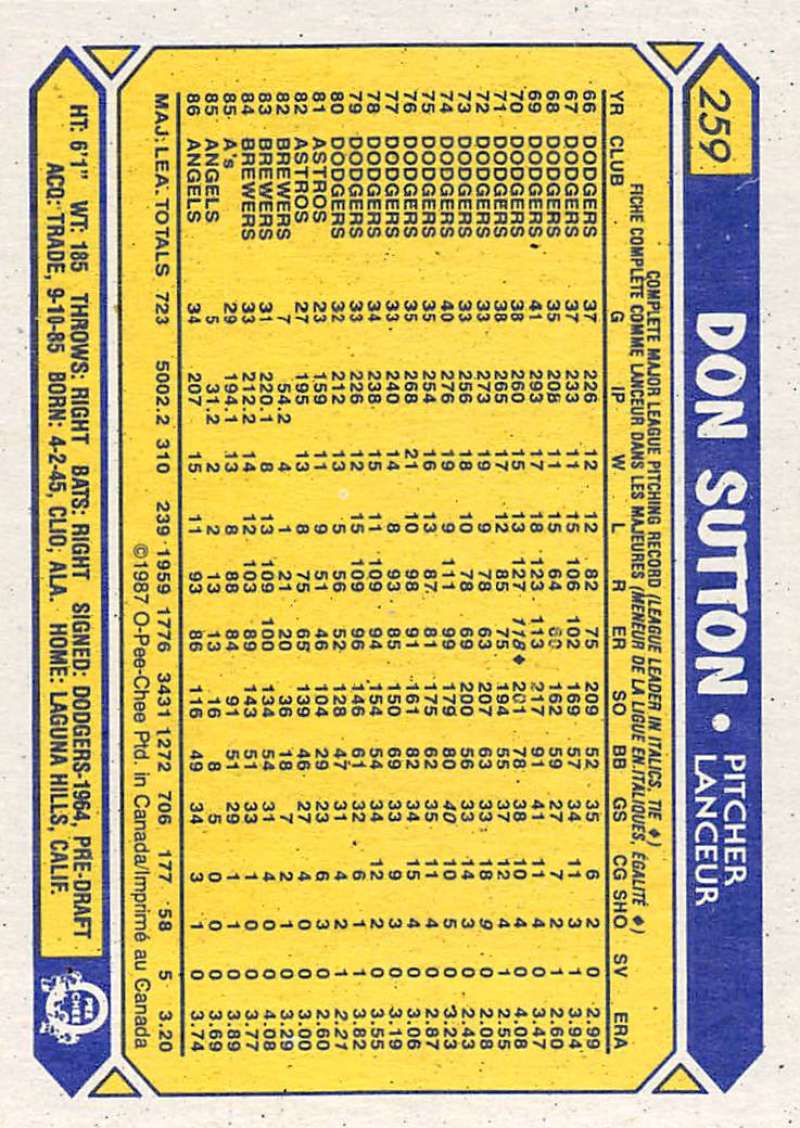 259 DON SUTTON • PITCHER
LANCEUR
COMPLETE MAJOR LEAGUE PITCHING RECORD (LEAGUE LEADER IN ITALICS, TIE ♦)
FICHE COMPLÈTE COMME LANCEUR DANS LES MAJEURES (MENEUR DE LA LIGUE EN ITALIQUES, ÉGALITÉ ♦)
YR CLUB G IP W L R ER SO BB GS CG SHO SV ERA
66 DODGERS 37 226 12 12 82 75 209 52 35 6 2 0 2.99
67 DODGERS 37 233 11 15 106 102 169 57 34 11 3 1 3.94
68 DODGERS 35 208 11 15 64 60 162 59 27 7 2 1 2.60
69 DODGERS 41 293 17 18 123 113 217 91 41 11 4 0 3.47
70 DODGERS 38 260 15 13 127 118♦ 201 78 38 10 4 0 4.08
71 DODGERS 38 265 17 12 85 75 194 55 37 12 4 1 2.55
72 DODGERS 33 273 19 9 78 63 207 63 33 18 9 0 2.08
73 DODGERS 33 256 18 10 78 69 200 56 33 14 3 0 2.43
74 DODGERS 40 276 19 9 111 99 179 80 40 10 5 0 3.23
75 DODGERS 35 254 16 13 87 81 175 62 35 11 4 0 2.87
76 DODGERS 35 268 21 10 98 91 161 82 34 15 4 0 3.06
77 DODGERS 33 240 14 8 93 85 150 69 33 9 3 0 3.19
78 DODGERS 34 238 15 11 109 94 154 54 34 12 2 0 3.55
79 DODGERS 33 226 12 15 109 96 146 61 32 6 1 1 3.82
80 DODGERS 32 212 13 5 56 52 128 47 31 4 2 1 2.21
81 ASTROS 23 159 11 9 51 46 104 29 23 6 3 0 2.60
82 ASTROS 27 195 13 8 75 65 139 46 27 4 0 0 3.00
82 BREWERS 7 54.2 4 1 21 20 36 18 7 2 1 0 3.29
83 BREWERS 31 220.1 8 13 109 100 134 54 31 4 0 0 4.08
84 BREWERS 33 212.2 14 12 103 89 143 51 33 1 0 0 3.77
85 A's 29 194.1 13 8 88 84 91 51 29 1 1 0 3.89
85 ANGELS 5 31.2 2 2 13 13 16 8 5 0 0 0 3.69
86 ANGELS 34 207 15 11 93 86 116 49 34 3 1 0 3.74
MAJ. LEA. TOTALS 723 5002.2 310 239 1959 1776 3431 1272 706 177 58 5 3.20
©1987 O-Pee-Chee Ptd. in Canada/Imprimé au Canada
HT: 6'1" WT: 185 THROWS: RIGHT BATS: RIGHT SIGNED: DODGERS-1964, PRE-DRAFT
ACQ: TRADE, 9-10-85 BORN: 4-2-45, CLIO, ALA. HOME: LAGUNA HILLS, CALIF.
O PEE CHEE